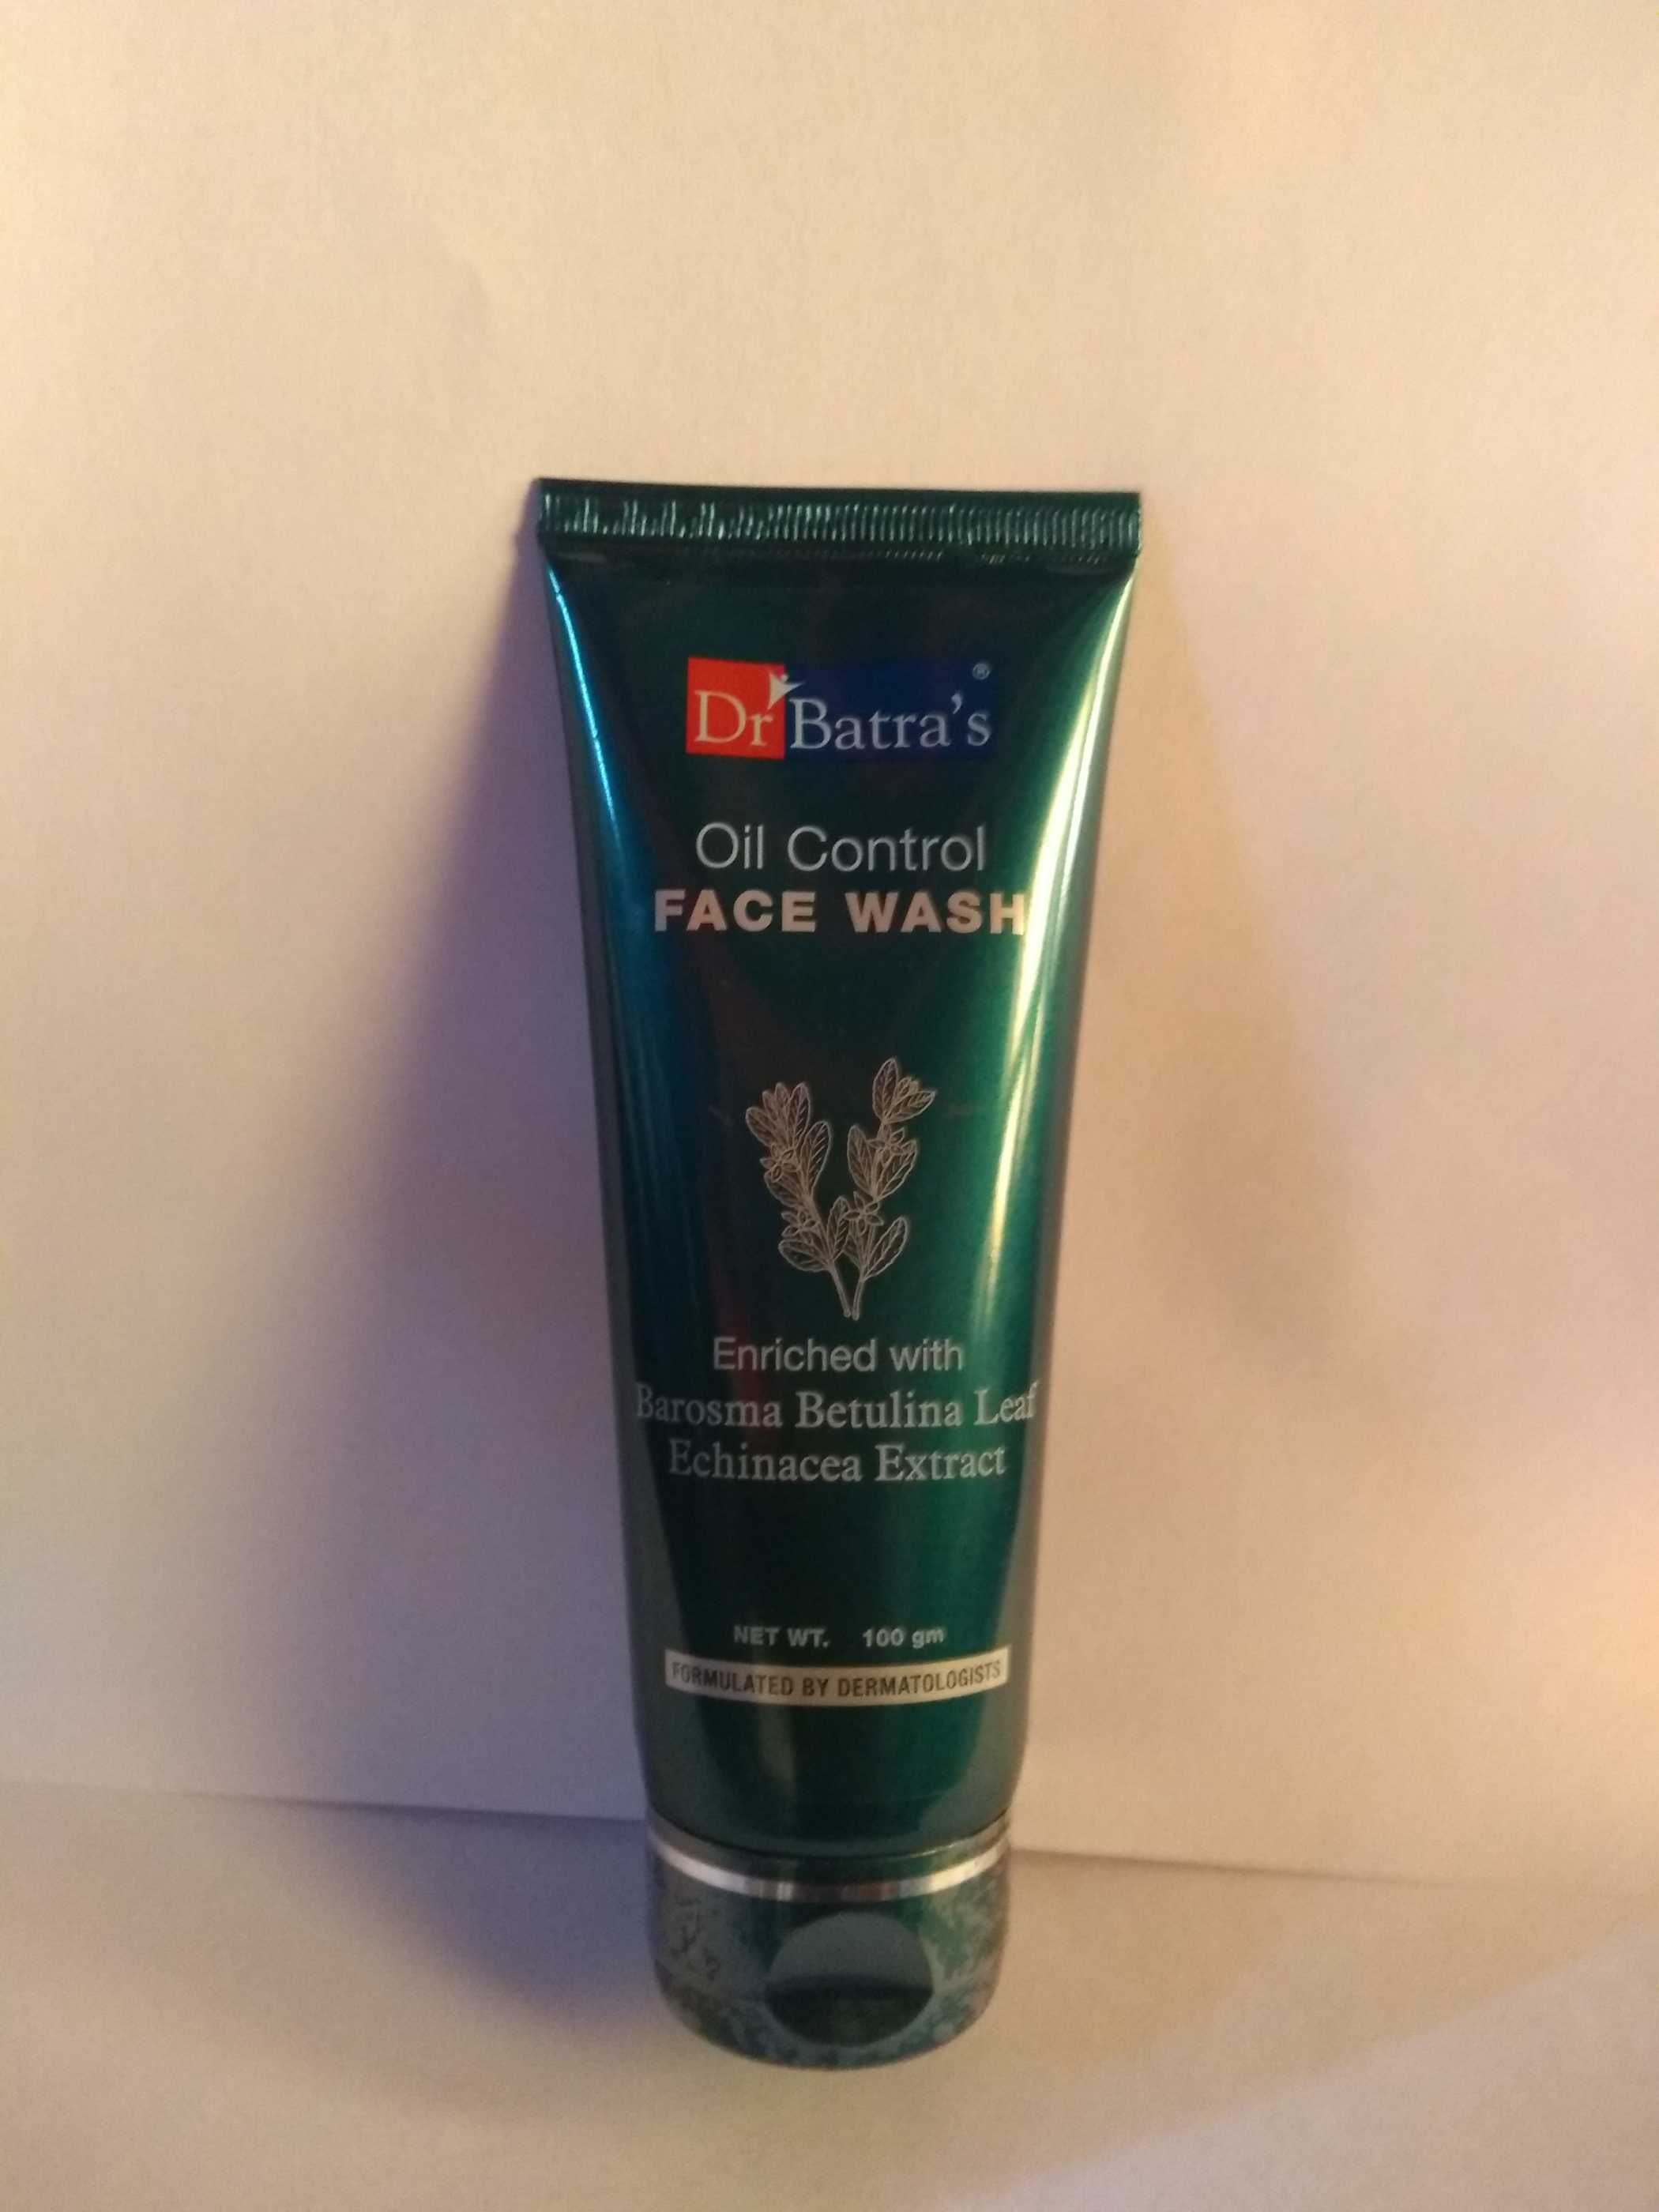 Dr Batra's®
Oil Control
FACE WASH
Enriched with
Barosma Betulina Leaf
Echinacea Extract
NET WT. 100 gm
FORMULATED BY DERMATOLOGISTS